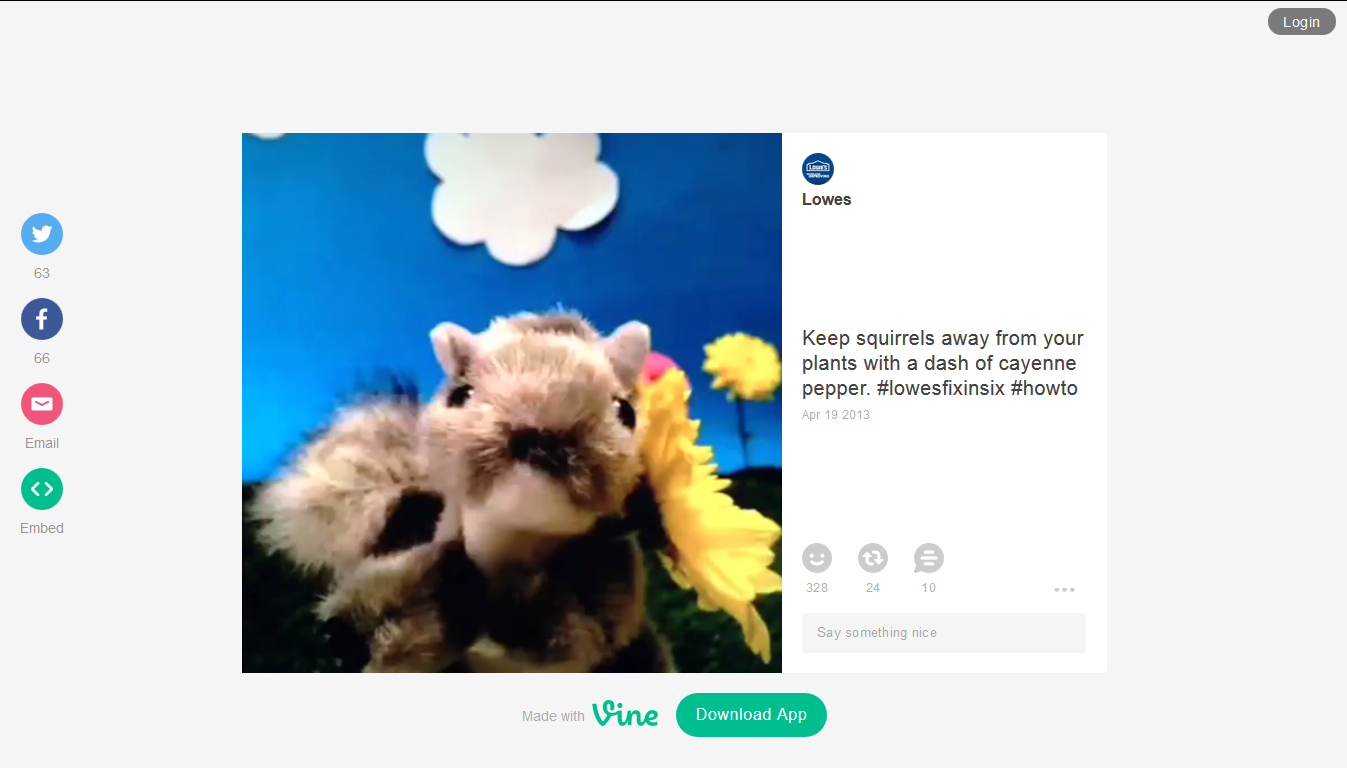 Login
63
66
Email
Embed
LOWE'S
Lowes
Keep squirrels away from your
plants with a dash of cayenne
pepper. #lowesfixinsix #howto
Apr 19 2013
328
24
10
Say something nice
Made with Vine
Download App